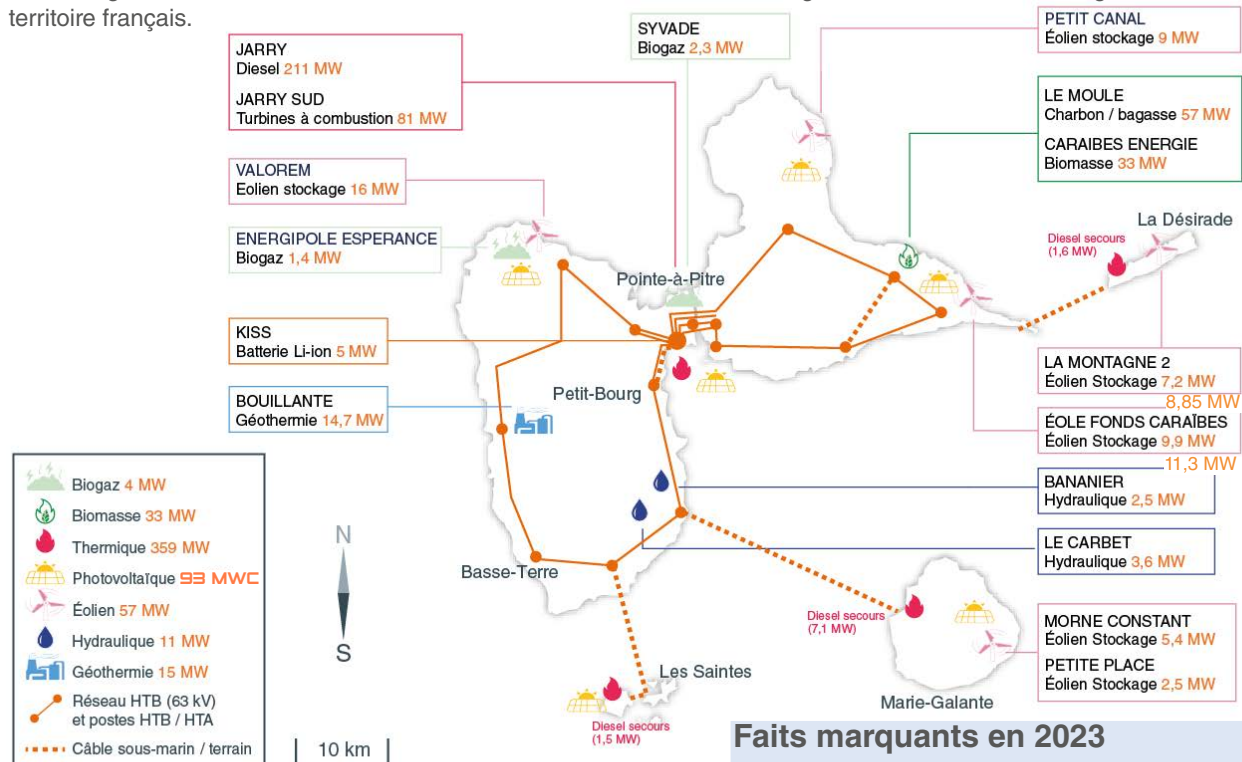 territoire français.
JARRY
Diesel 211 MW
JARRY SUD
Turbines à combustion 81 MW
SYVADE
Biogaz 2,3 MW
PETIT CANAL
Éolien stockage 9 MW
LE MOULE
Charbon / bagasse 57 MW
CARAIBES ENERGIE
Biomasse 33 MW
VALOREM
Eolien stockage 16 MW
ENERGIPOLE ESPERANCE
Biogaz 1,4 MW
KISS
Batterie Li-ion 5 MW
BOUILLANTE
Géothermie 14,7 MW
Pointe-à-Pitre
Petit-Bourg
Basse-Terre
La Désirade
Diesel secours
(1,6 MW)
LA MONTAGNE 2
Éolien Stockage 7,2 MW
8,85 MW
ÉOLE FONDS CARAÏBES
Éolien Stockage 9,9 MW
11,3 MW
BANANIER
Hydraulique 2,5 MW
LE CARBET
Hydraulique 3,6 MW
MORNE CONSTANT
Éolien Stockage 5,4 MW
PETITE PLACE
Éolien Stockage 2,5 MW
Diesel secours
(7,1 MW)
Marie-Galante
Les Saintes
Diesel secours
(1,5 MW)
Biogaz 4 MW
Biomasse 33 MW
Thermique 359 MW
Photovoltaïque 93 MWC
Éolien 57 MW
Hydraulique 11 MW
Géothermie 15 MW
Réseau HTB (63 kV)
et postes HTB / HTA
Câble sous-marin / terrain
N
S
10 km
Faits marquants en 2023